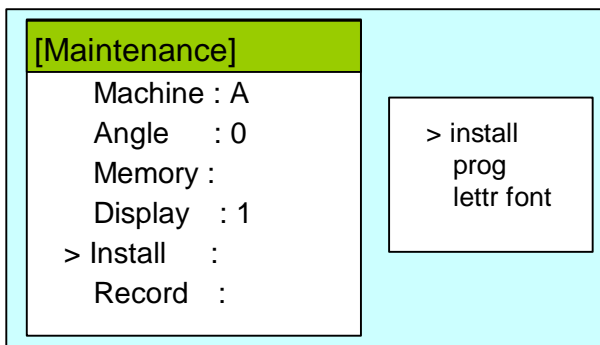 [Maintenance]
Machine : A
Angle : 0
Memory :
Display : 1
> Install :
Record :
> install
prog
lettr font